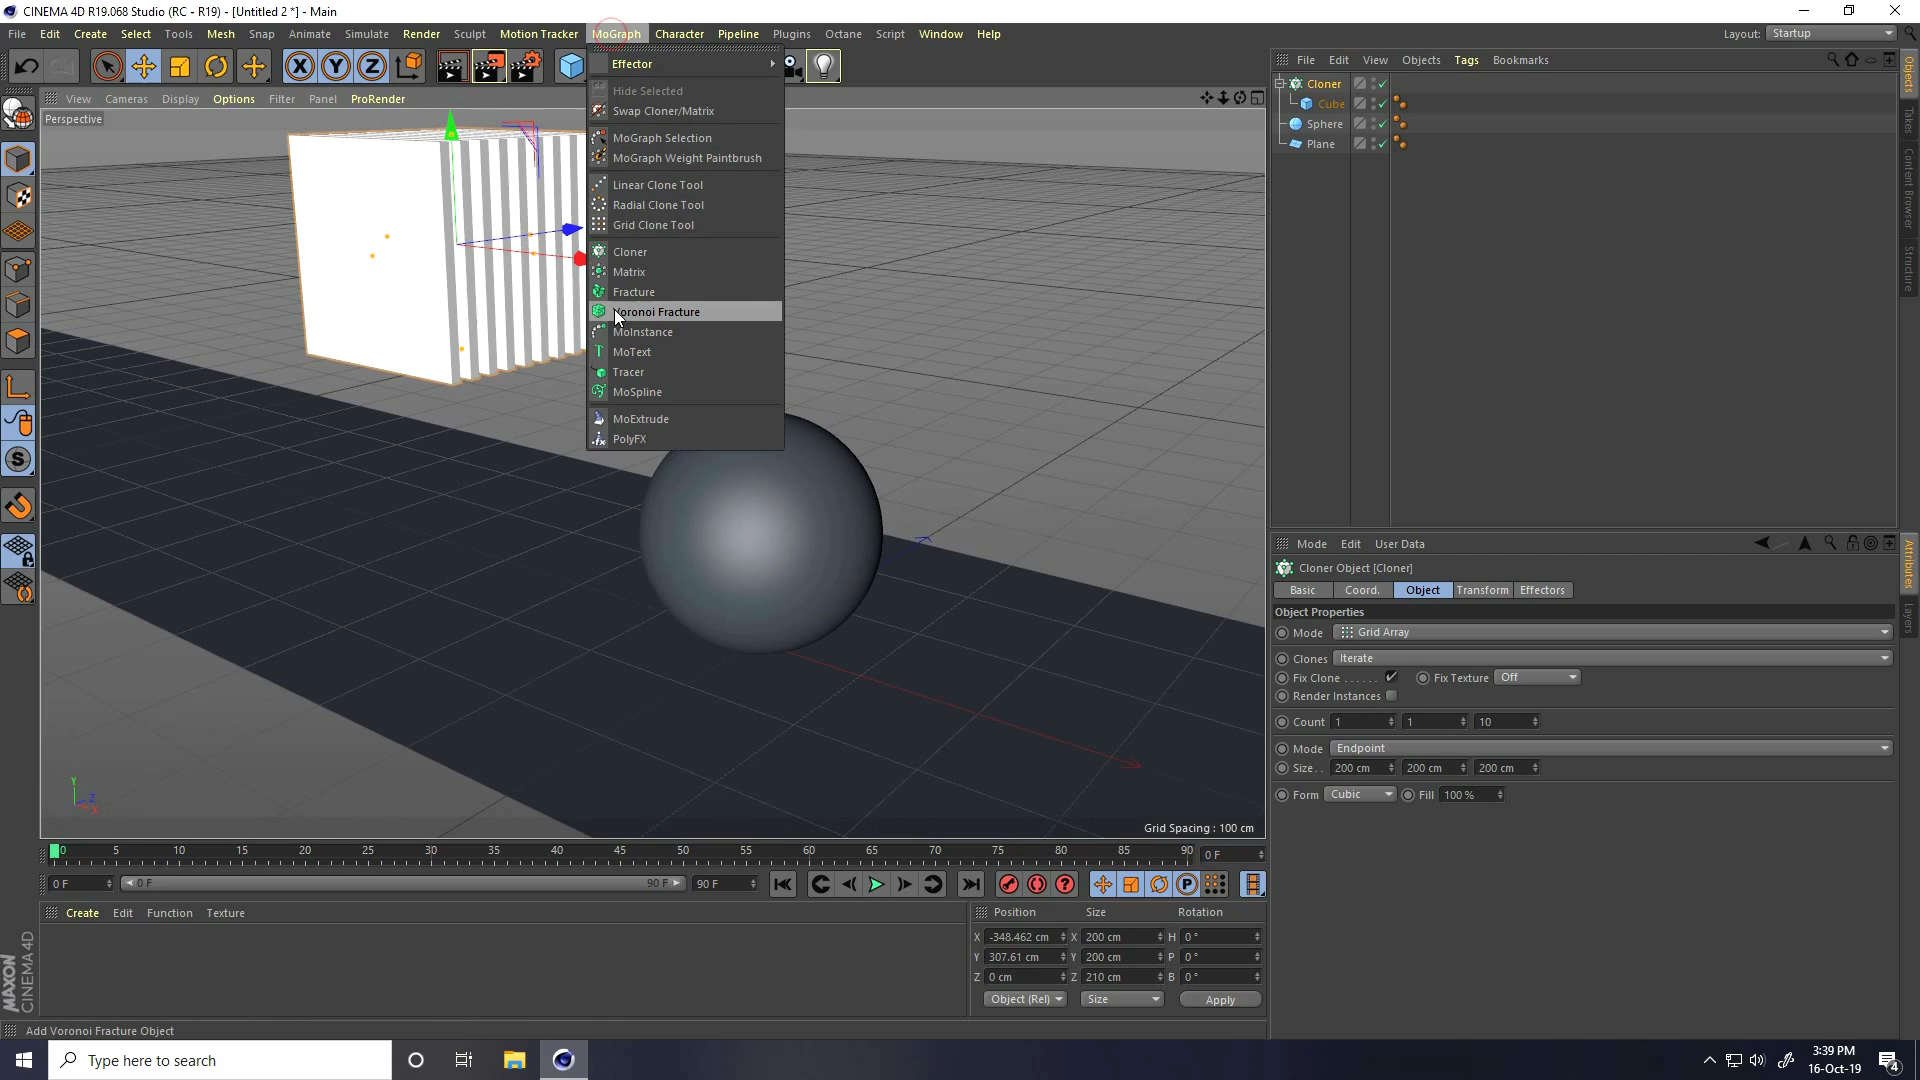 CINEMA 4D R19.068 Studio (RC - R19) - [Untitled 2 *] - Main
File Edit Create Select Tools Mesh Snap Animate Simulate Render Sculpt Motion Tracker MoGraph Character Pipeline Plugins Octane Script Window Help Layout: Startup
View Cameras Display Options Filter Panel ProRender
Perspective
Effector
Hide Selected
Swap Cloner/Matrix
MoGraph Selection
MoGraph Weight Paintbrush
Linear Clone Tool
Radial Clone Tool
Grid Clone Tool
Cloner
Matrix
Fracture
Voronoi Fracture
MoInstance
MoText
Tracer
MoSpline
MoExtrude
PolyFX
File Edit View Objects Tags Bookmarks
Cloner
Cube
Sphere
Plane
Objects
Takes
Content Browser
Structure
Mode Edit User Data
Cloner Object [Cloner]
Basic Coord. Object Transform Effectors
Object Properties
Mode Grid Array
Clones Iterate
Fix Clone . . . . . . Fix Texture Off
Render Instances
Count 1 1 10
Mode Endpoint
Size. . 200 cm 200 cm 200 cm
Form Cubic Fill 100 %
Attributes
Layers
Y
Z
X
Grid Spacing : 100 cm
0 5 10 15 20 25 30 35 40 45 50 55 60 65 70 75 80 85 90 0 F
0 F 0 F 90 F 90 F
Create Edit Function Texture
Position Size Rotation
X -348.462 cm X 200 cm H 0 °
Y 307.61 cm Y 200 cm P 0 °
Z 0 cm Z 210 cm B 0 °
Object (Rel) Size Apply
MAXON CINEMA 4D
Add Voronoi Fracture Object
Type here to search
3:39 PM
16-Oct-19
4